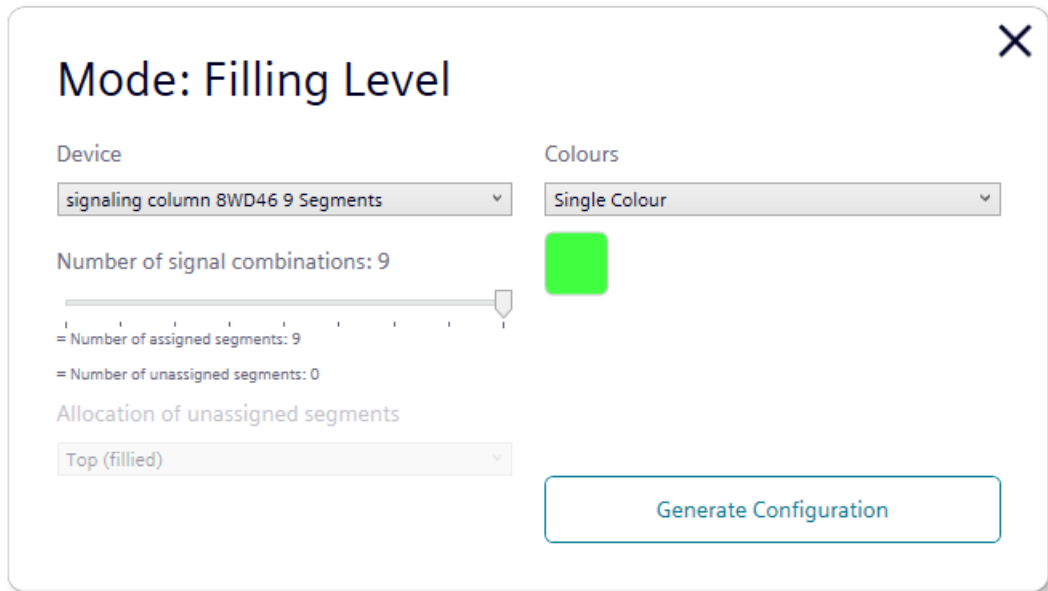 Mode: Filling Level
Device
signaling column 8WD46 9 Segments
Number of signal combinations: 9
= Number of assigned segments: 9
= Number of unassigned segments: 0
Allocation of unassigned segments
Top (fillied)
Colours
Single Colour
Generate Configuration